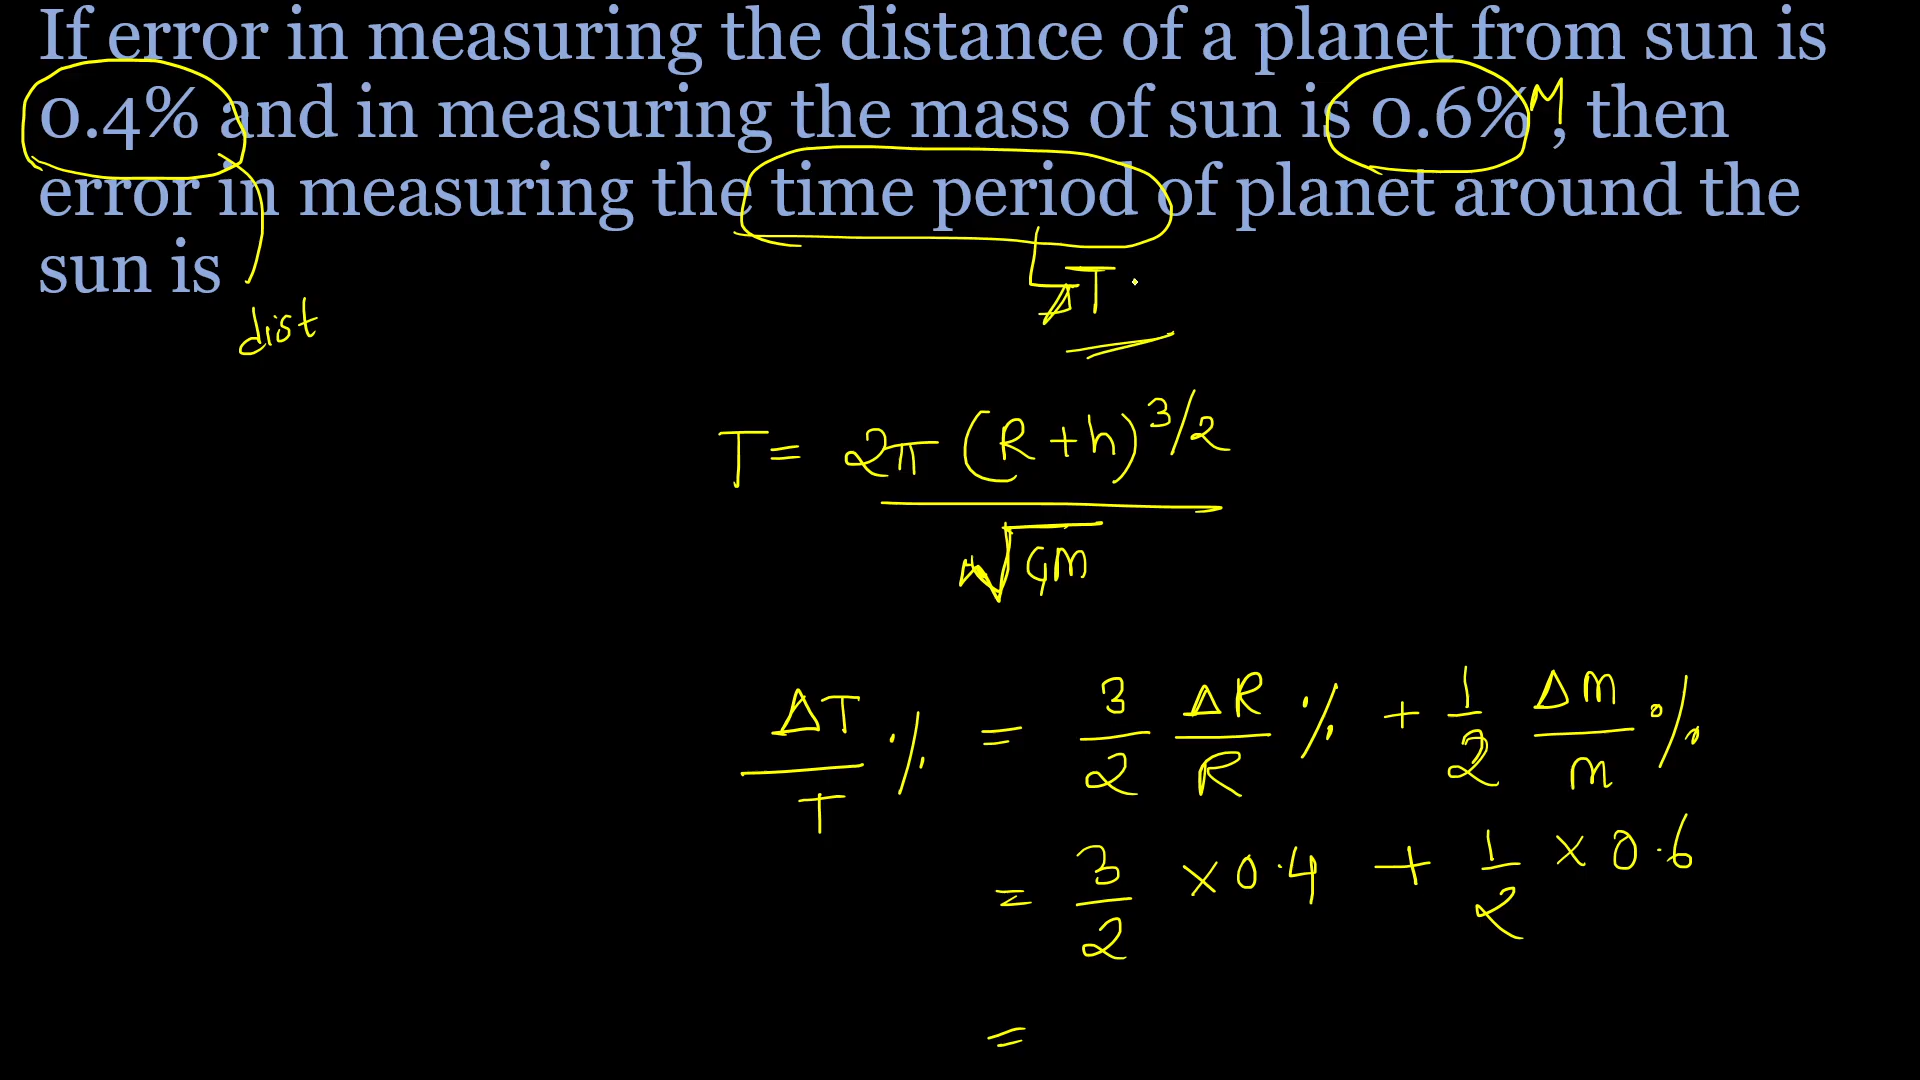 If error in measuring the distance of a planet from sun is
0.4% and in measuring the mass of sun is 0.6% M, then
error in measuring the time period of planet around the
sun is
ΔT
dist
T = 2π (R + h)^3/2
√GM
ΔT/T % = 3/2 ΔR/R % + 1/2 Δm/m %
= 3/2 × 0.4 + 1/2 × 0.6
=